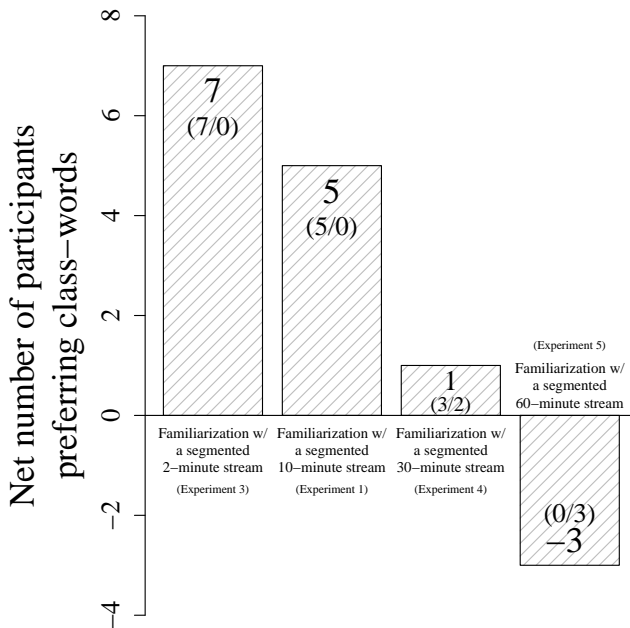 Net number of participants
preferring class−words
8
6
4
2
0
−2
−4
7
(7/0)
5
(5/0)
1
(3/2)
(0/3)
−3
Familiarization w/
a segmented
2−minute stream
(Experiment 3)
Familiarization w/
a segmented
10−minute stream
(Experiment 1)
Familiarization w/
a segmented
30−minute stream
(Experiment 4)
(Experiment 5)
Familiarization w/
a segmented
60−minute stream